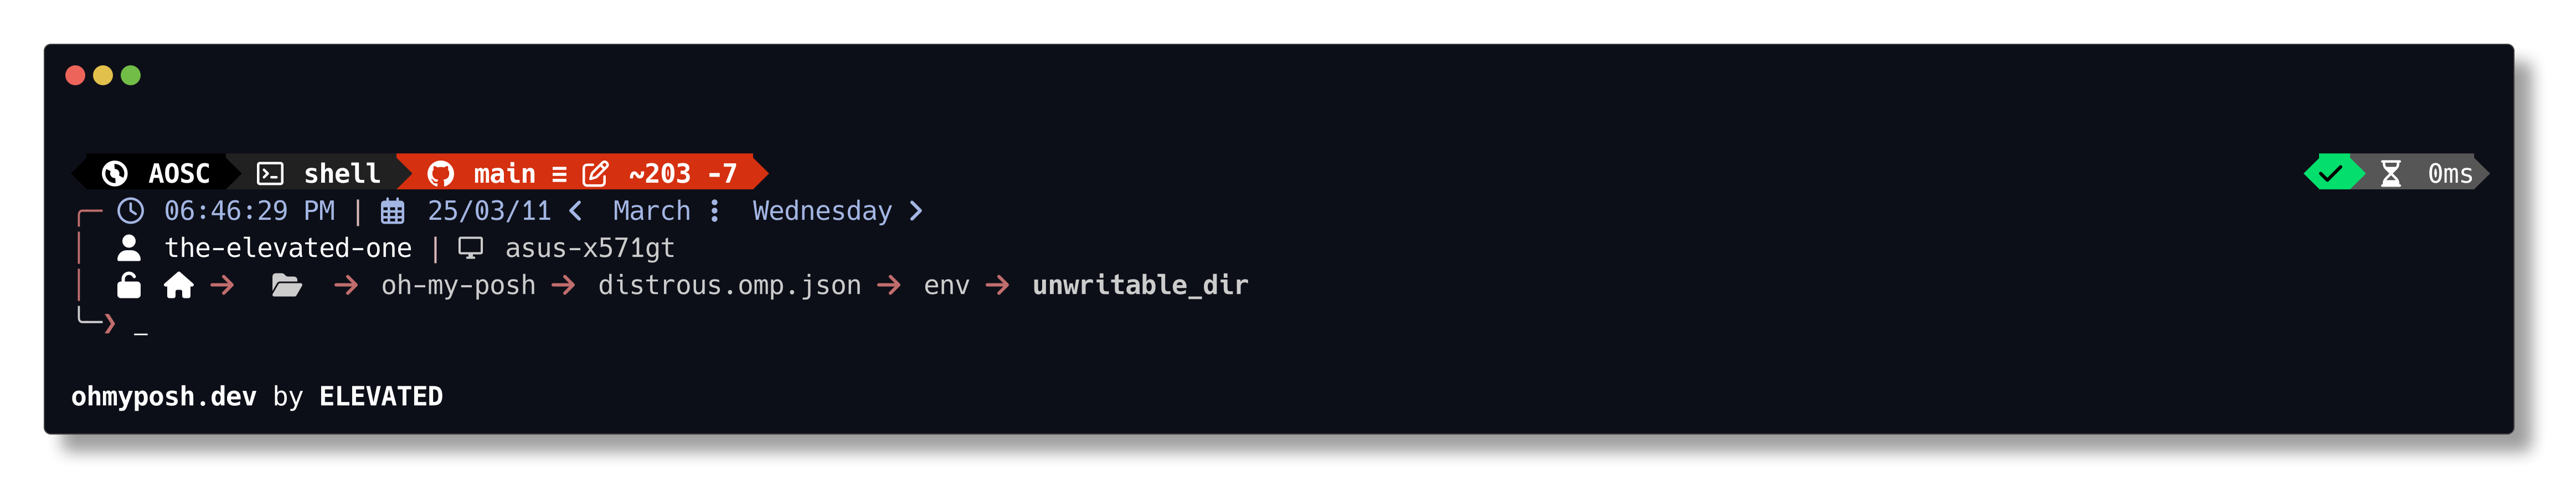 AOSC shell main ≡ ~203 -7 0ms
06:46:29 PM | 25/03/11 < March ⋮ Wednesday >
the-elevated-one | asus-x571gt
→ → oh-my-posh → distrous.omp.json → env → unwritable_dir
❯ _
ohmyposh.dev by ELEVATED